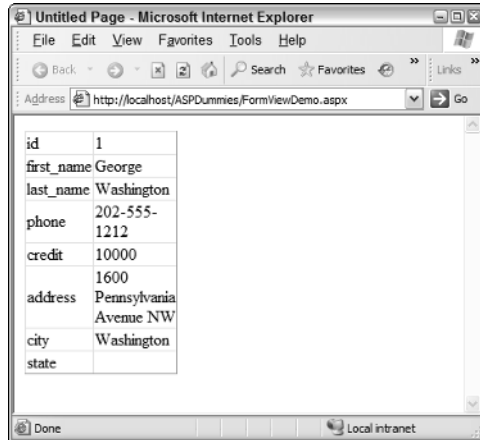 Untitled Page - Microsoft Internet Explorer
File Edit View Favorites Tools Help
Back Search Favorites » Links »
Address http://localhost/ASPDummies/FormViewDemo.aspx Go
id 1
first_name George
last_name Washington
phone 202-555-
1212
credit 10000
address 1600
Pennsylvania
Avenue NW
city Washington
state
Done Local intranet